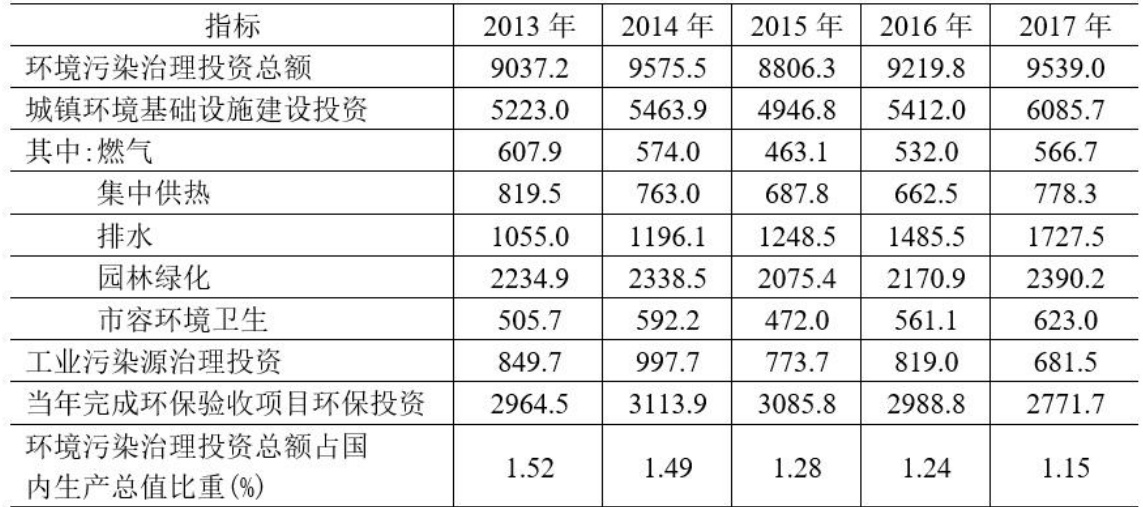 指标 2013 年 2014 年 2015 年 2016 年 2017 年
环境污染治理投资总额 9037.2 9575.5 8806.3 9219.8 9539.0
城镇环境基础设施建设投资 5223.0 5463.9 4946.8 5412.0 6085.7
其中:燃气 607.9 574.0 463.1 532.0 566.7
集中供热 819.5 763.0 687.8 662.5 778.3
排水 1055.0 1196.1 1248.5 1485.5 1727.5
园林绿化 2234.9 2338.5 2075.4 2170.9 2390.2
市容环境卫生 505.7 592.2 472.0 561.1 623.0
工业污染源治理投资 849.7 997.7 773.7 819.0 681.5
当年完成环保验收项目环保投资 2964.5 3113.9 3085.8 2988.8 2771.7
环境污染治理投资总额占国
内生产总值比重(%) 1.52 1.49 1.28 1.24 1.15